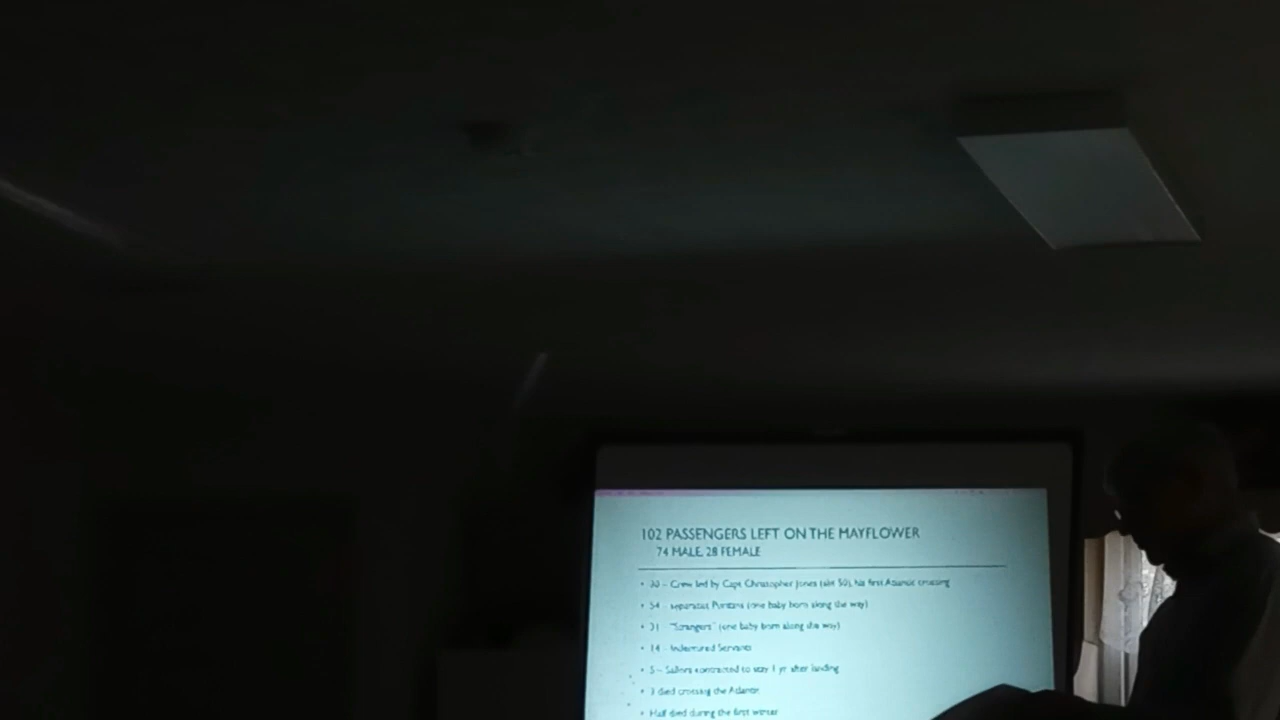 102 PASSENGERS LEFT ON THE MAYFLOWER
74 MALE, 28 FEMALE
• 30 – Crew led by Capt Christopher Jones (abt 50), his first Atlantic crossing
• 54 – separatist Puritans (one baby born along the way)
• 31 – "Strangers" (one baby born along the way)
• 14 – Indentured Servants
• 5 – Sailors contracted to stay 1 yr after landing
• 3 died crossing the Atlantic
• Half died during the first winter